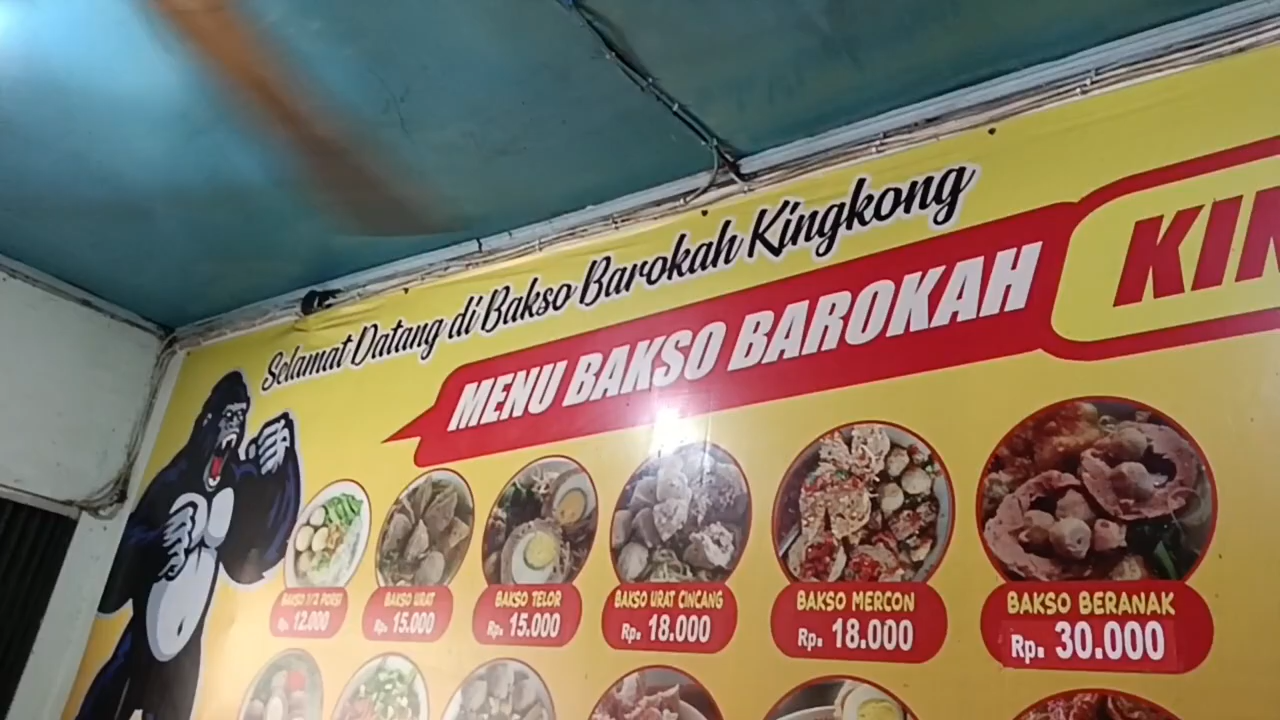 Selamat Datang di Bakso Barokah Kingkong
MENU BAKSO BAROKAH
KIN
BAKSO 1/2 PORSI
Rp. 12.000
BAKSO URAT
Rp. 15.000
BAKSO TELOR
Rp. 15.000
BAKSO URAT CINCANG
Rp. 18.000
BAKSO MERCON
Rp. 18.000
BAKSO BERANAK
Rp. 30.000